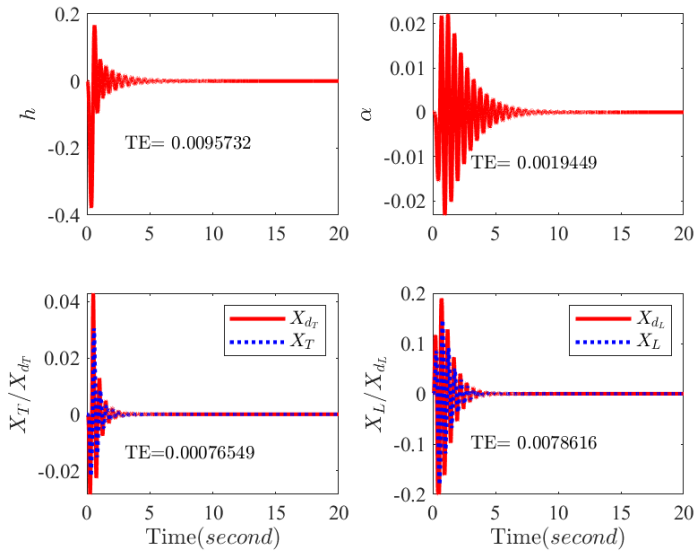 0.2
0
-0.2
-0.4
h
TE= 0.0095732
0 5 10 15 20
0.02
0.01
0
-0.01
-0.02
α
TE= 0.0019449
0 5 10 15 20
0.04
0.02
0
-0.02
X_T/X_{d_T}
X_{d_T}
X_T
TE=0.00076549
0 5 10 15 20
Time(second)
0.2
0.1
0
-0.1
0.2
X_L/X_{d_L}
X_{d_L}
X_L
TE= 0.0078616
0 5 10 15 20
Time(second)